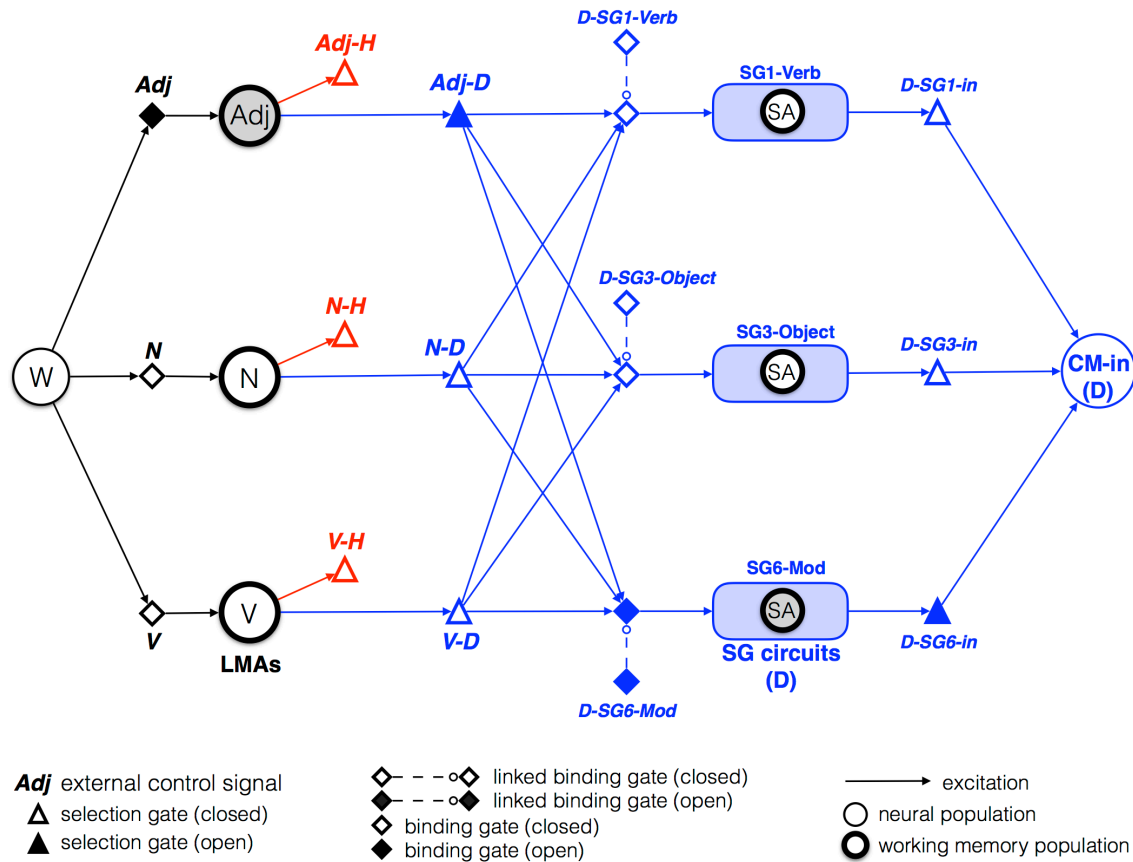 D-SG1-Verb
Adj-H
Adj
Adj-D
SG1-Verb
D-SG1-in
Adj
SA
D-SG3-Object
N-H
N-D
SG3-Object
D-SG3-in
N
W
N
SA
CM-in
(D)
V-H
SG6-Mod
V
SA
V
V-D
D-SG6-in
LMAs
SG circuits
(D)
D-SG6-Mod
Adj external control signal
selection gate (closed)
selection gate (open)
linked binding gate (closed)
linked binding gate (open)
binding gate (closed)
binding gate (open)
excitation
neural population
working memory population